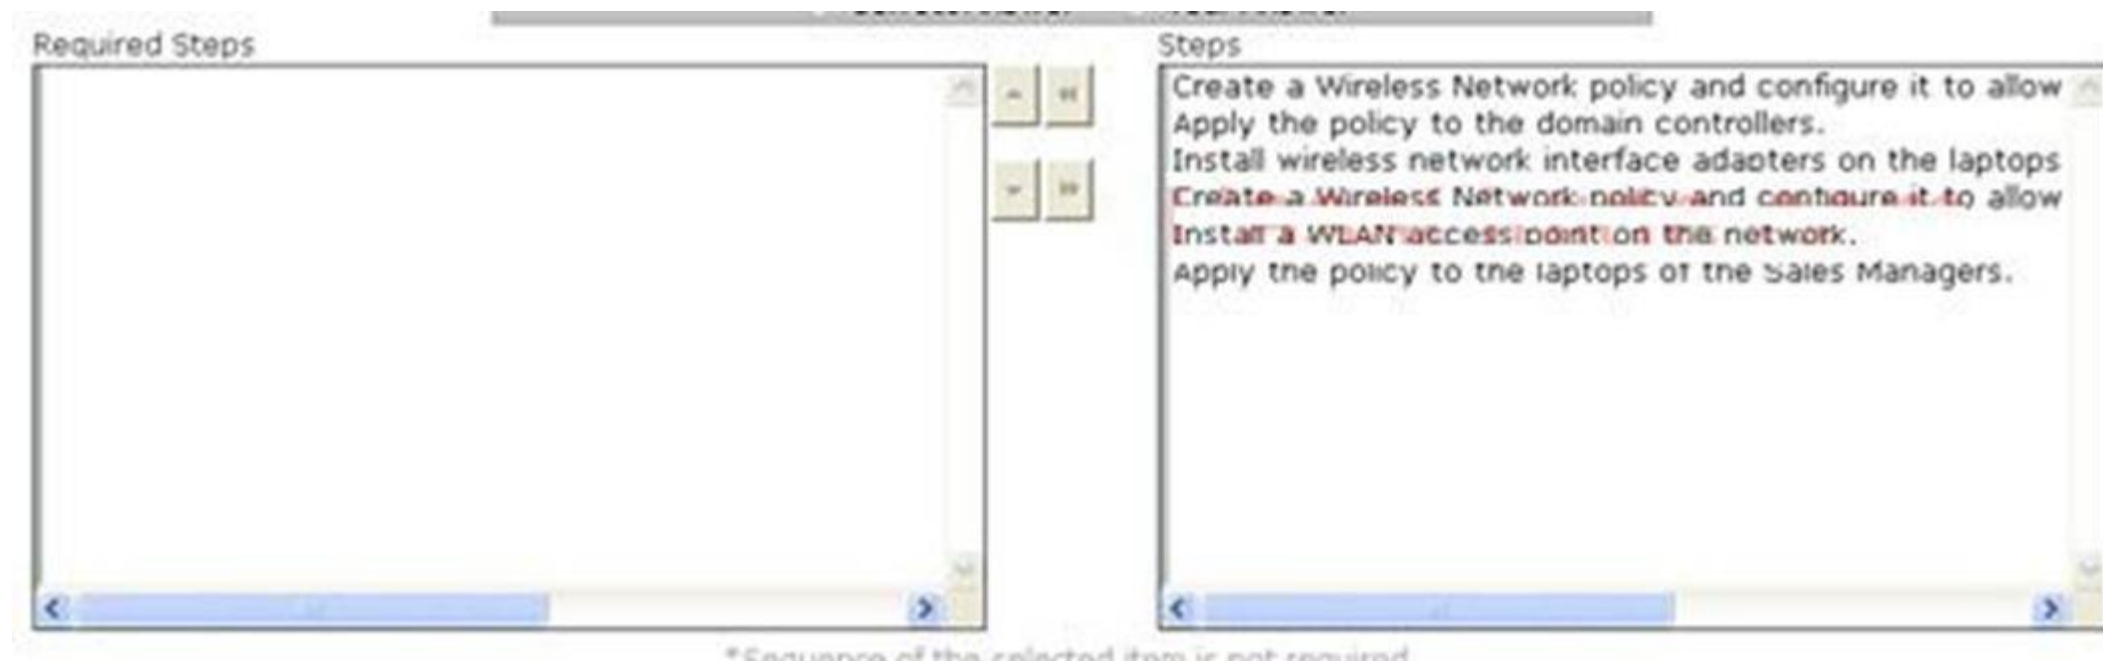 Required Steps
Steps
Create a Wireless Network policy and configure it to allow
Apply the policy to the domain controllers.
Install wireless network interface adapters on the laptops
Create a Wireless Network policy and configure it to allow
Install a WLAN access point on the network.
Apply the policy to the laptops of the Sales Managers.
*Sequence of the selected item is not required